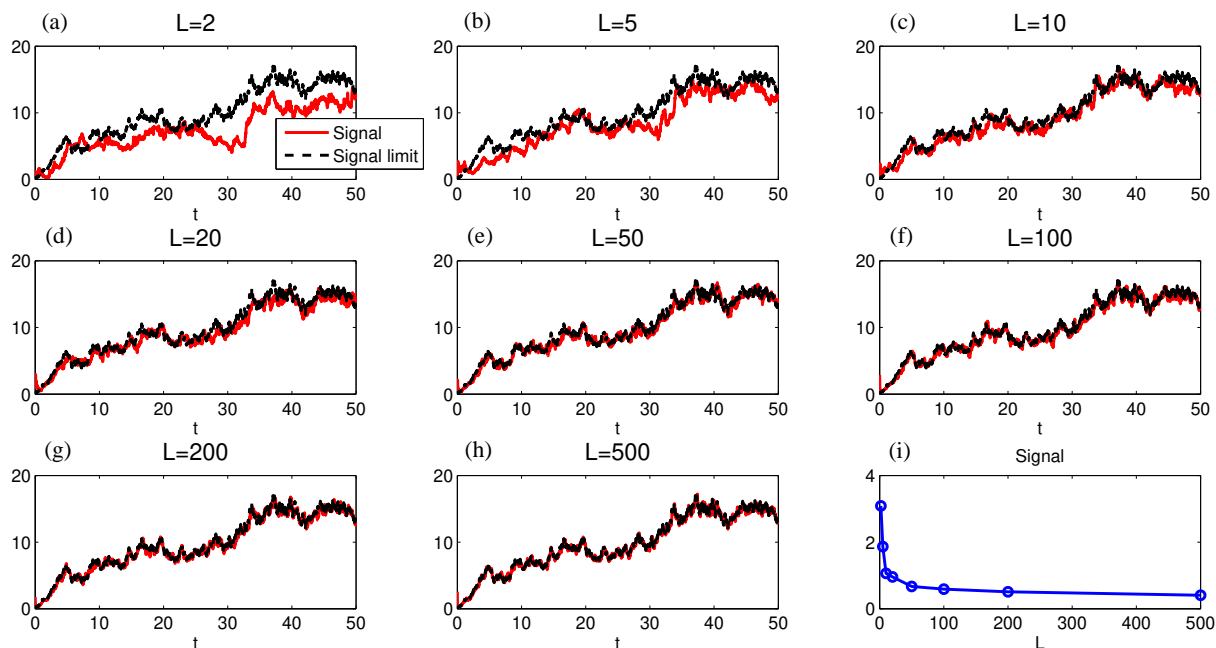 (a) L=2
20
10
0
0 10 20 30 40 50
t
Signal
Signal limit
(b) L=5
20
10
0
0 10 20 30 40 50
t
(c) L=10
20
10
0
0 10 20 30 40 50
t
(d) L=20
20
10
0
0 10 20 30 40 50
t
(e) L=50
20
10
0
0 10 20 30 40 50
t
(f) L=100
20
10
0
0 10 20 30 40 50
t
(g) L=200
20
10
0
0 10 20 30 40 50
t
(h) L=500
20
10
0
0 10 20 30 40 50
t
(i) Signal
4
2
0
0 100 200 300 400 500
L